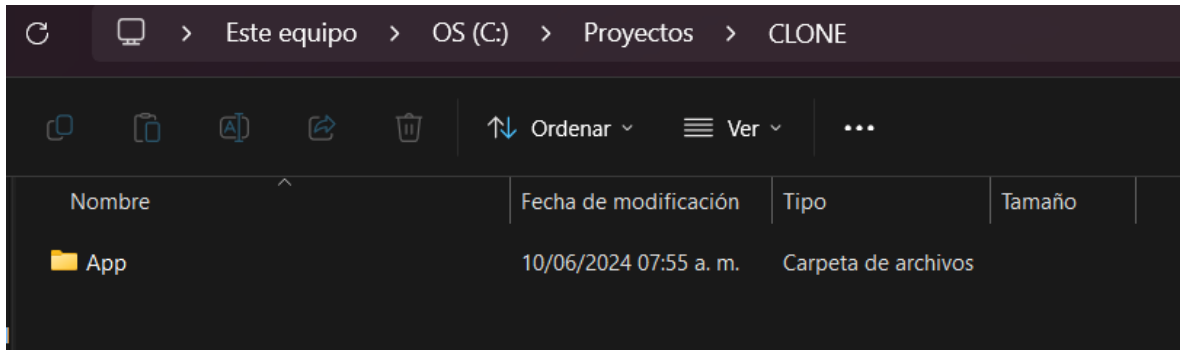 Este equipo > OS (C:) > Proyectos > CLONE
Ordenar Ver
Nombre Fecha de modificación Tipo Tamaño
App 10/06/2024 07:55 a. m. Carpeta de archivos